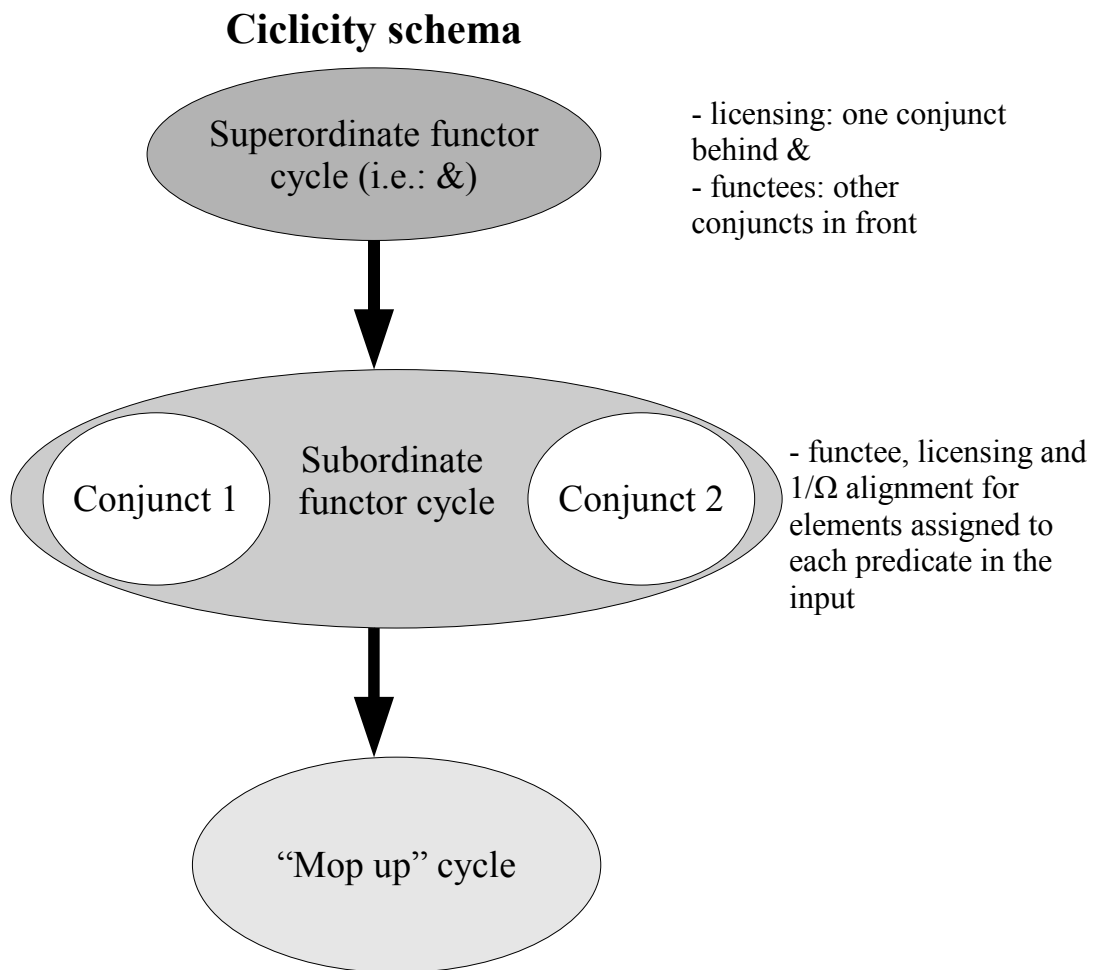 Ciclicity schema
Superordinate functor
cycle (i.e.: &)
- licensing: one conjunct
behind &
- functees: other
conjuncts in front
Conjunct 1
Subordinate
functor cycle
Conjunct 2
- functee, licensing and
1/Ω alignment for
elements assigned to
each predicate in the
input
“Mop up” cycle